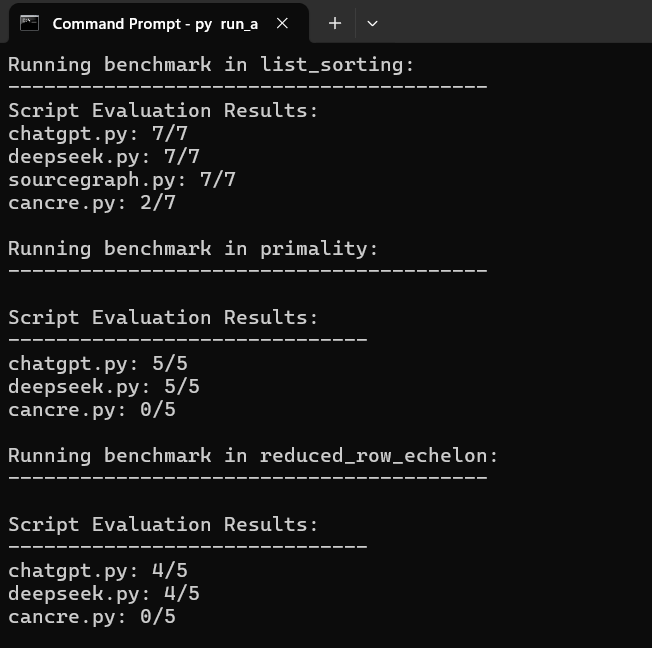 Command Prompt - py run_a
Running benchmark in list_sorting:
----------------------------------------
Script Evaluation Results:
chatgpt.py: 7/7
deepseek.py: 7/7
sourcegraph.py: 7/7
cancre.py: 2/7
Running benchmark in primality:
----------------------------------------
Script Evaluation Results:
------------------------------
chatgpt.py: 5/5
deepseek.py: 5/5
cancre.py: 0/5
Running benchmark in reduced_row_echelon:
----------------------------------------
Script Evaluation Results:
------------------------------
chatgpt.py: 4/5
deepseek.py: 4/5
cancre.py: 0/5